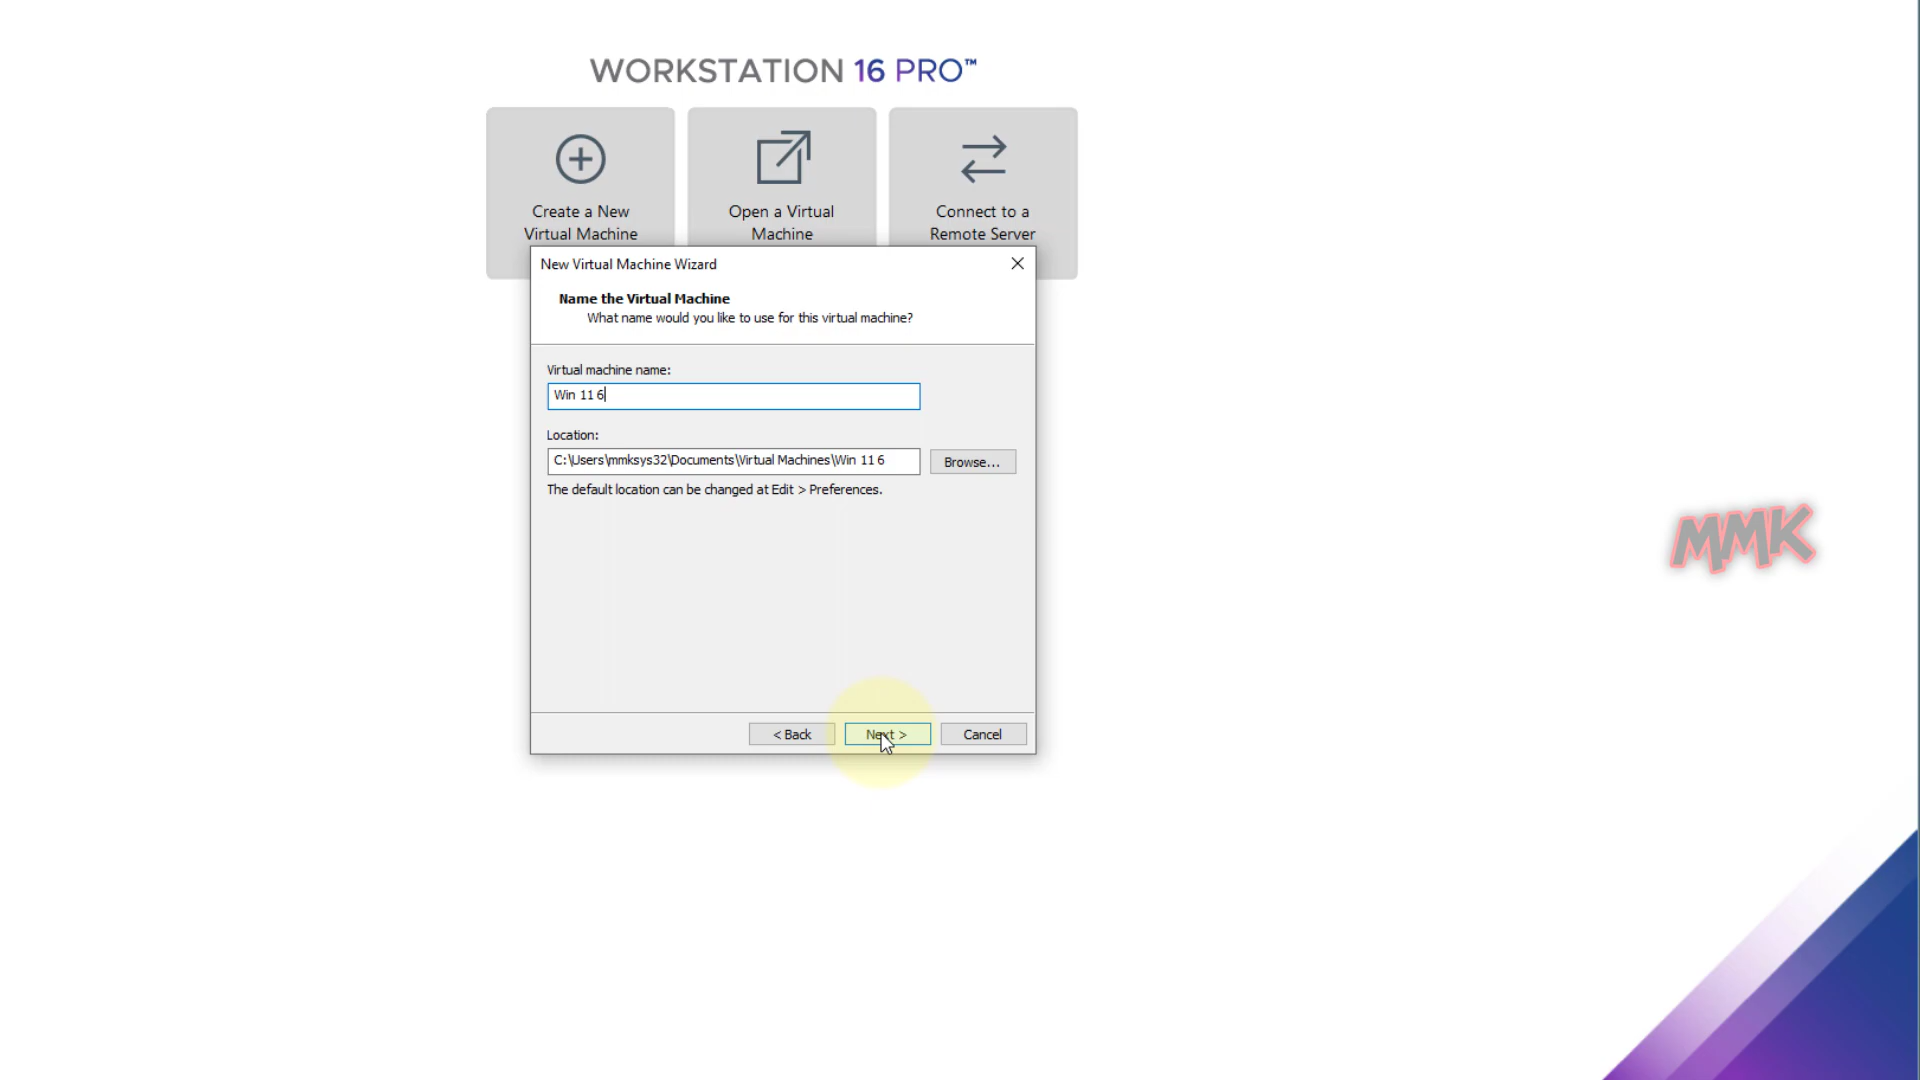 WORKSTATION 16 PRO™
Create a New
Virtual Machine
Open a Virtual
Machine
Connect to a
Remote Server
New Virtual Machine Wizard
Name the Virtual Machine
What name would you like to use for this virtual machine?
Virtual machine name:
Win 11 6
Location:
C:\Users\mmksys32\Documents\Virtual Machines\Win 11 6
Browse...
The default location can be changed at Edit > Preferences.
MMK
< Back
Next >
Cancel